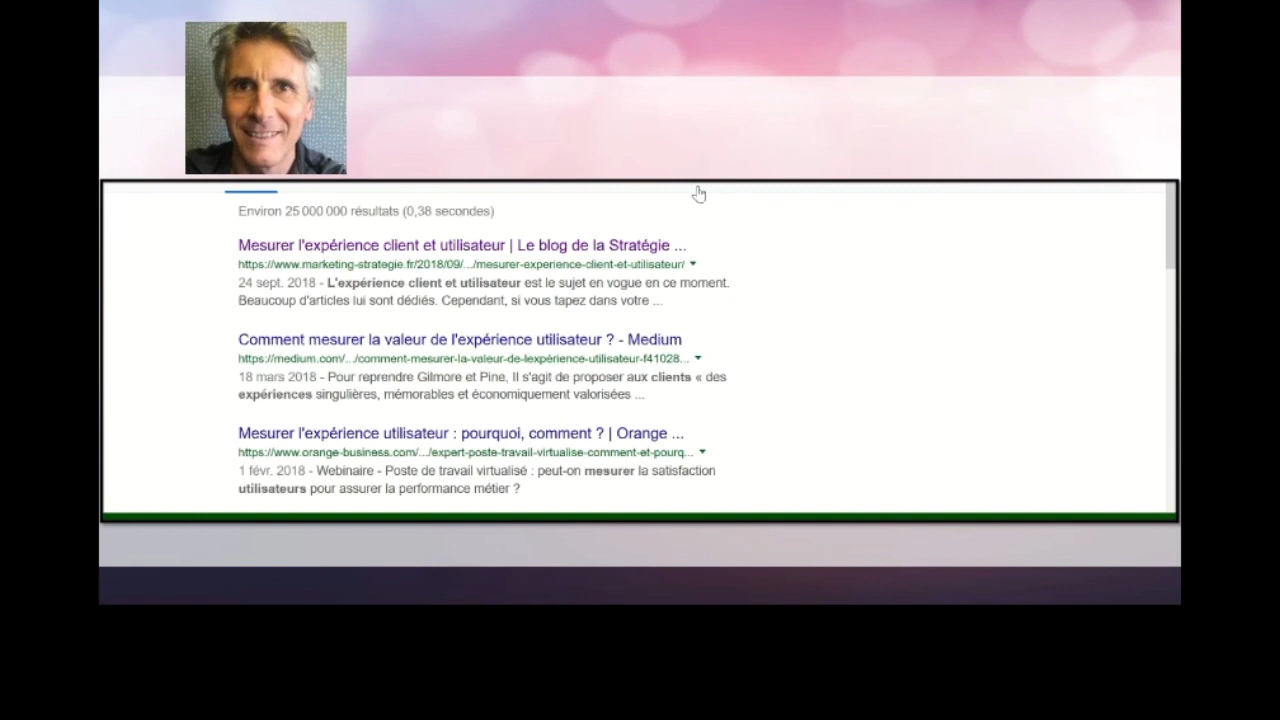 Environ 25 000 000 résultats (0,38 secondes)
Mesurer l'expérience client et utilisateur | Le blog de la Stratégie ...
https://www.marketing-strategie.fr/2018/09/.../mesurer-experience-client-et-utilisateur/
24 sept. 2018 - L'expérience client et utilisateur est le sujet en vogue en ce moment.
Beaucoup d'articles lui sont dédiés. Cependant, si vous tapez dans votre ...
Comment mesurer la valeur de l'expérience utilisateur ? - Medium
https://medium.com/.../comment-mesurer-la-valeur-de-lexpérience-utilisateur-f41028...
18 mars 2018 - Pour reprendre Gilmore et Pine, Il s'agit de proposer aux clients « des
expériences singulières, mémorables et économiquement valorisées ...
Mesurer l'expérience utilisateur : pourquoi, comment ? | Orange ...
https://www.orange-business.com/.../expert-poste-travail-virtualise-comment-et-pourq...
1 févr. 2018 - Webinaire - Poste de travail virtualisé : peut-on mesurer la satisfaction
utilisateurs pour assurer la performance métier ?